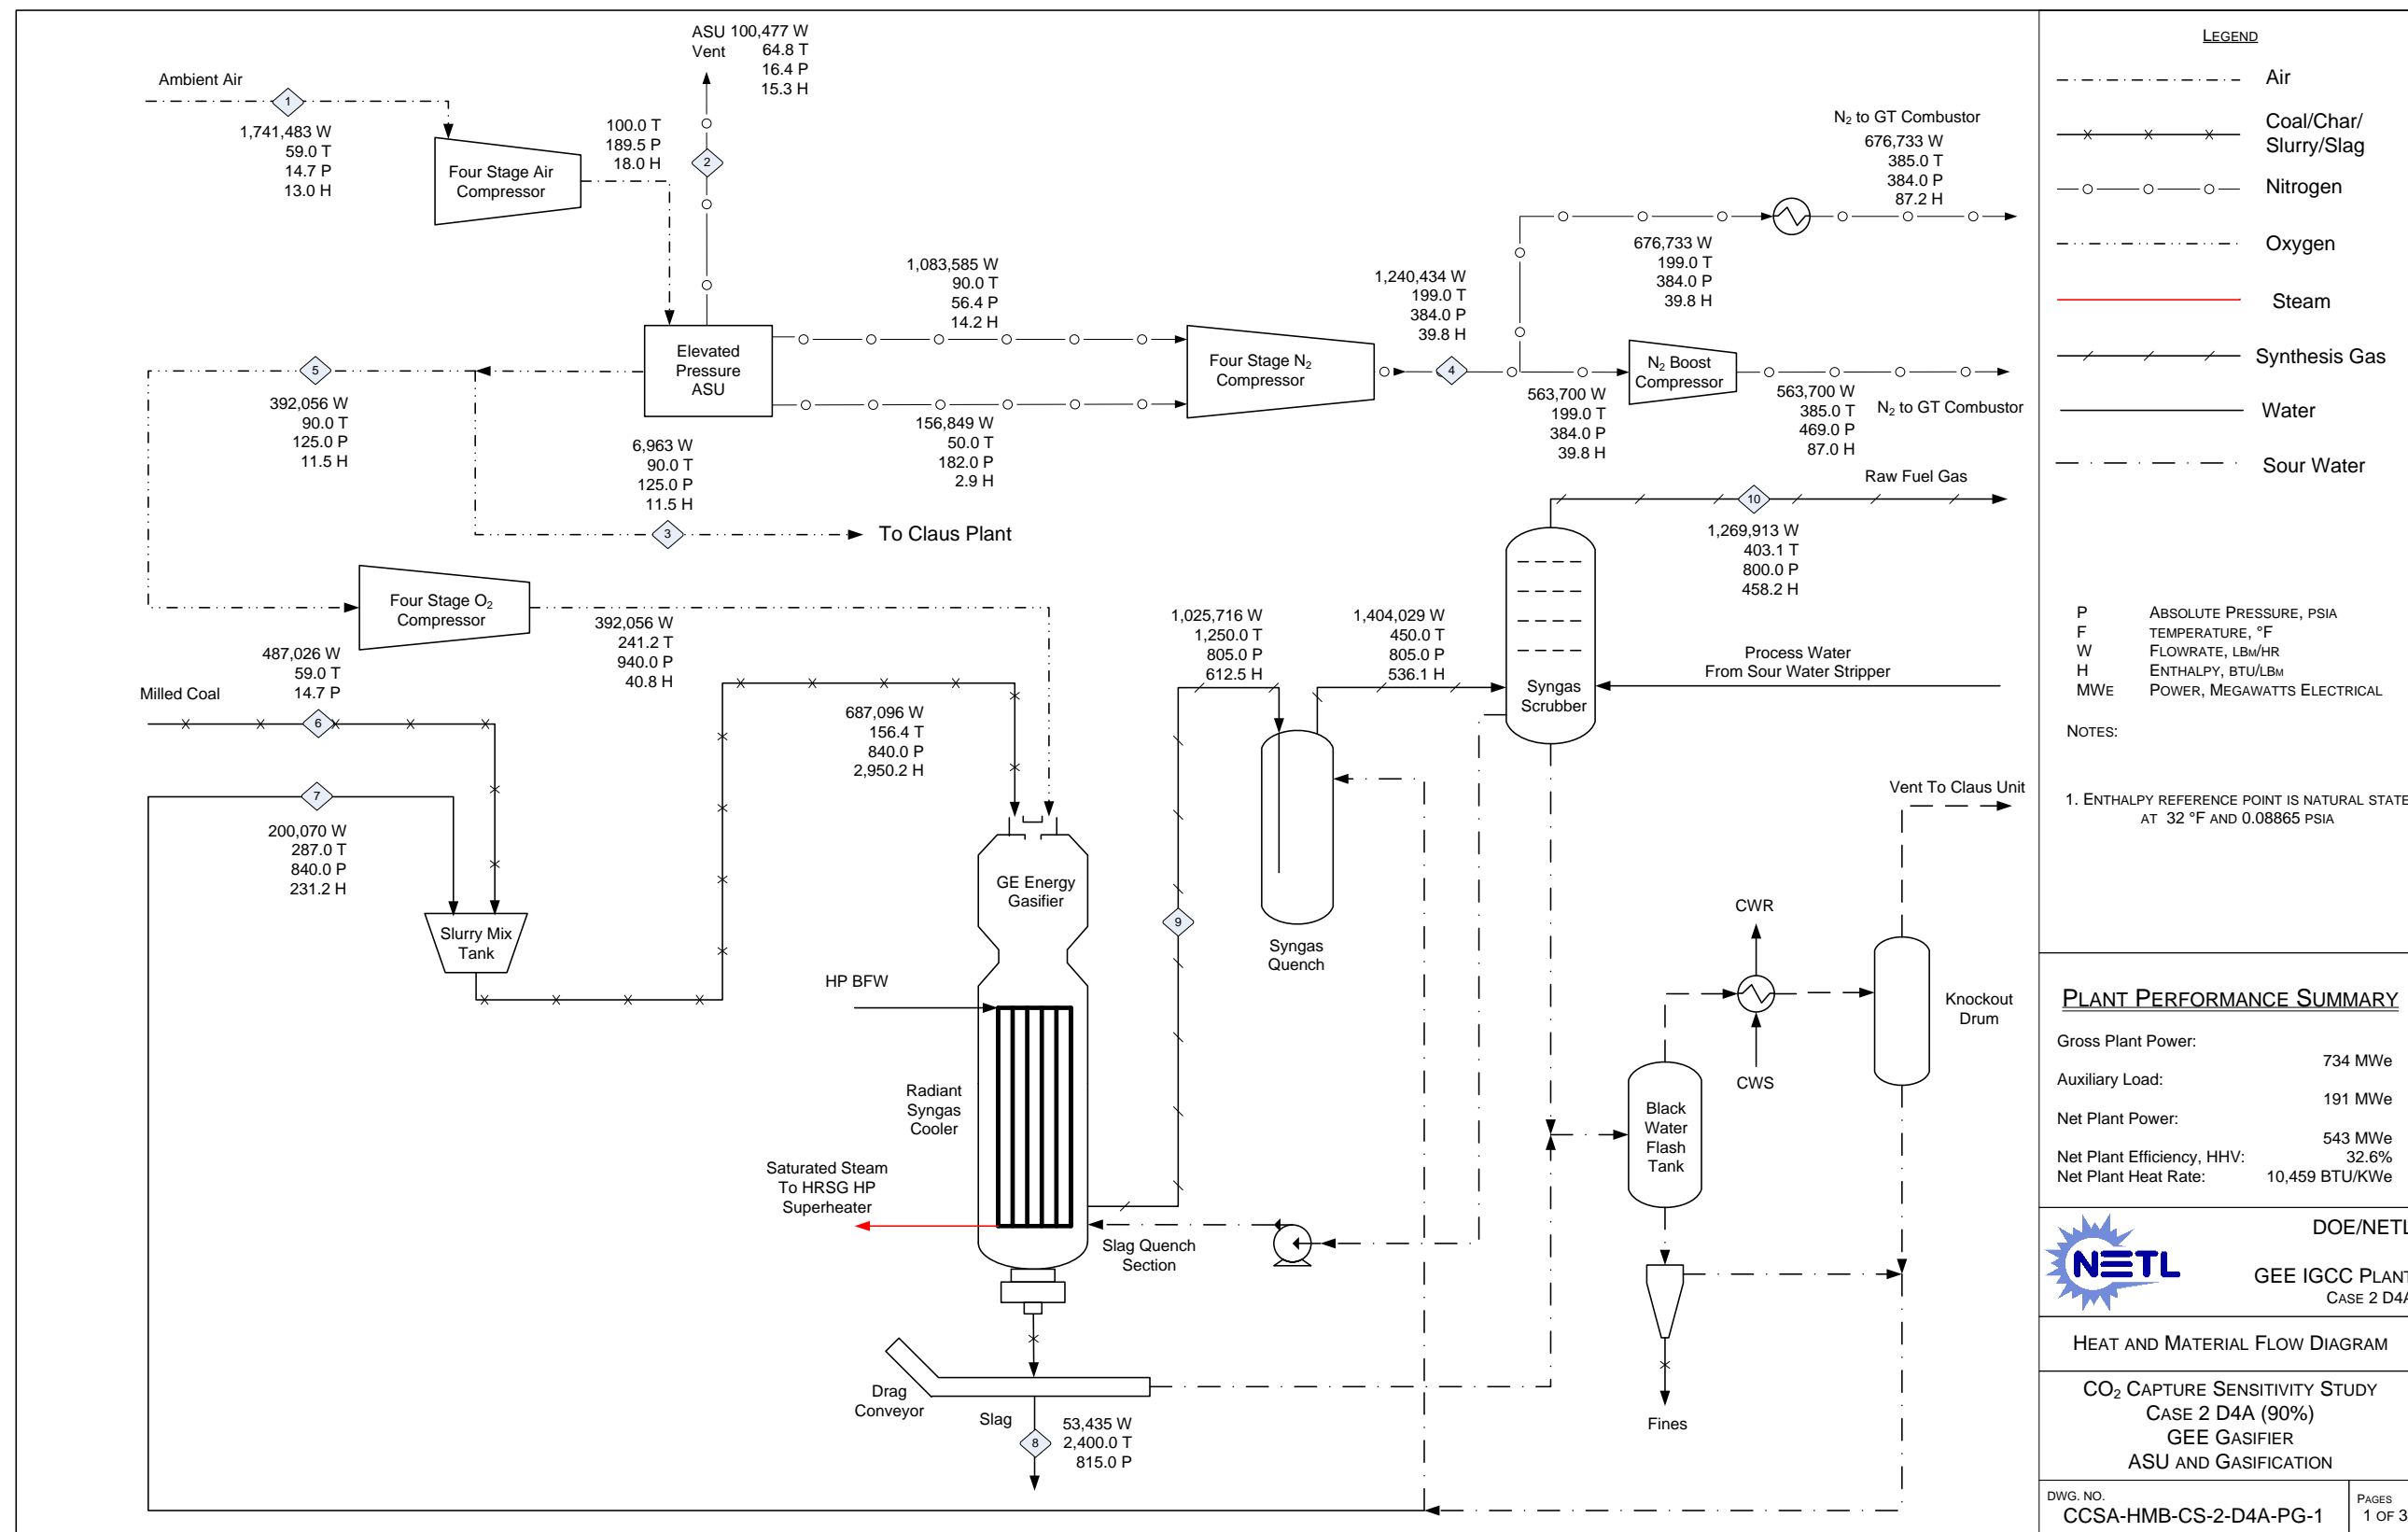 ASU 100,477 W
Vent 64.8 T
16.4 P
15.3 H
Ambient Air
1
1,741,483 W
59.0 T
14.7 P
13.0 H
Four Stage Air
Compressor
100.0 T
189.5 P
18.0 H
2
N₂ to GT Combustor
676,733 W
385.0 T
384.0 P
87.2 H
1,083,585 W
90.0 T
56.4 P
14.2 H
1,240,434 W
199.0 T
384.0 P
39.8 H
676,733 W
199.0 T
384.0 P
39.8 H
Elevated
Pressure
ASU
Four Stage N₂
Compressor
4
N₂ Boost
Compressor
5
392,056 W
90.0 T
125.0 P
11.5 H
6,963 W
90.0 T
125.0 P
11.5 H
156,849 W
50.0 T
182.0 P
2.9 H
563,700 W
199.0 T
384.0 P
39.8 H
563,700 W
385.0 T
469.0 P
87.0 H
N₂ to GT Combustor
3
To Claus Plant
Raw Fuel Gas
10
1,269,913 W
403.1 T
800.0 P
458.2 H
Four Stage O₂
Compressor
392,056 W
241.2 T
940.0 P
40.8 H
1,025,716 W
1,250.0 T
805.0 P
612.5 H
1,404,029 W
450.0 T
805.0 P
536.1 H
Process Water
From Sour Water Stripper
Syngas
Scrubber
487,026 W
59.0 T
14.7 P
Milled Coal
6
687,096 W
156.4 T
840.0 P
2,950.2 H
7
200,070 W
287.0 T
840.0 P
231.2 H
Slurry Mix
Tank
GE Energy
Gasifier
9
Syngas
Quench
Vent To Claus Unit
HP BFW
CWR
CWS
Knockout
Drum
Radiant
Syngas
Cooler
Black
Water
Flash
Tank
Saturated Steam
To HRSG HP
Superheater
Slag Quench
Section
Drag
Conveyor
Slag
8
53,435 W
2,400.0 T
815.0 P
Fines
LEGEND
Air
Coal/Char/
Slurry/Slag
Nitrogen
Oxygen
Steam
Synthesis Gas
Water
Sour Water
P ABSOLUTE PRESSURE, PSIA
F TEMPERATURE, °F
W FLOWRATE, LBM/HR
H ENTHALPY, BTU/LBM
MWE POWER, MEGAWATTS ELECTRICAL
NOTES:
1. ENTHALPY REFERENCE POINT IS NATURAL STATE
AT 32 °F AND 0.08865 PSIA
PLANT PERFORMANCE SUMMARY
Gross Plant Power:
734 MWe
Auxiliary Load:
191 MWe
Net Plant Power:
543 MWe
Net Plant Efficiency, HHV: 32.6%
Net Plant Heat Rate: 10,459 BTU/KWe
NETL
DOE/NETL
GEE IGCC PLANT
CASE 2 D4A
HEAT AND MATERIAL FLOW DIAGRAM
CO₂ CAPTURE SENSITIVITY STUDY
CASE 2 D4A (90%)
GEE GASIFIER
ASU AND GASIFICATION
DWG. NO.
CCSA-HMB-CS-2-D4A-PG-1
PAGES
1 OF 3